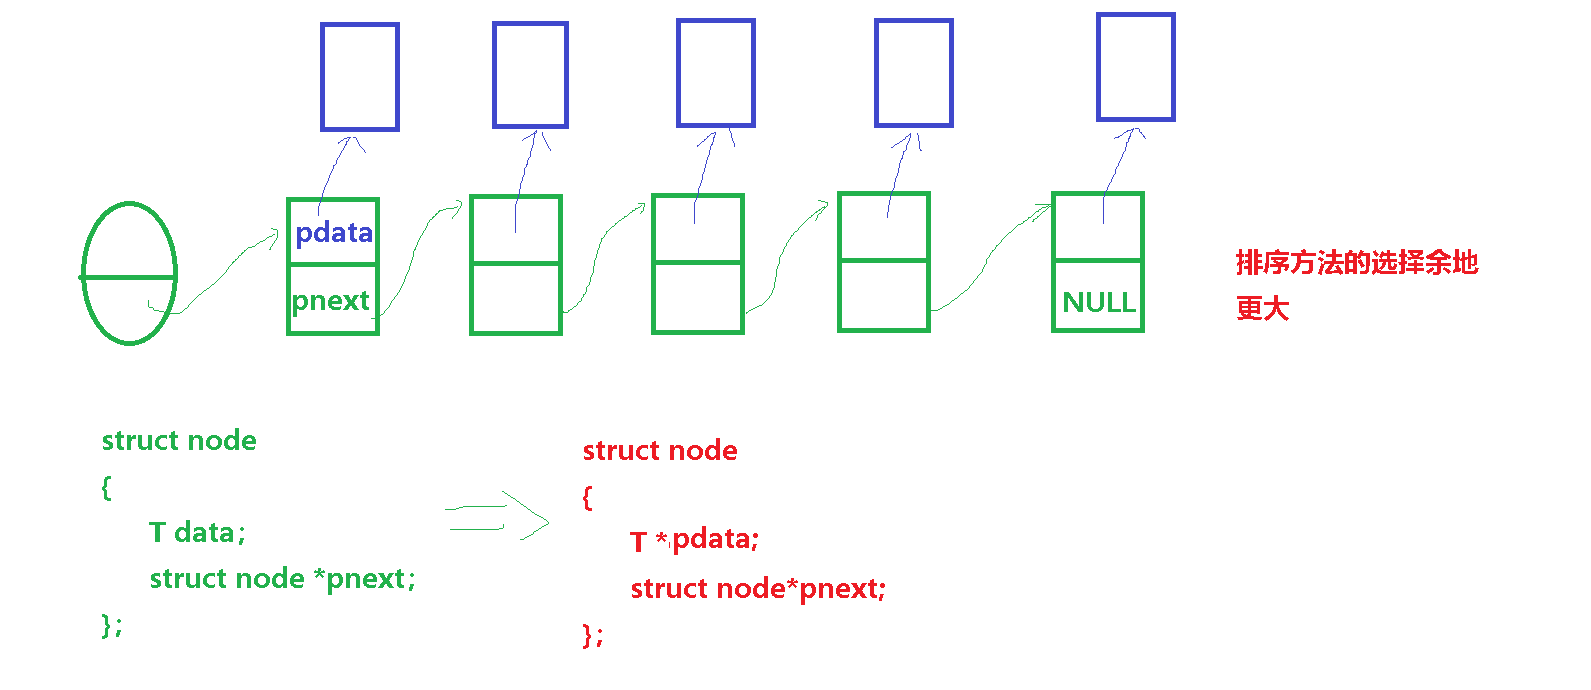 pdata
pnext
NULL
排序方法的选择余地
更大
struct node
{
T data;
struct node *pnext;
};
struct node
{
T *pdata;
struct node*pnext;
};